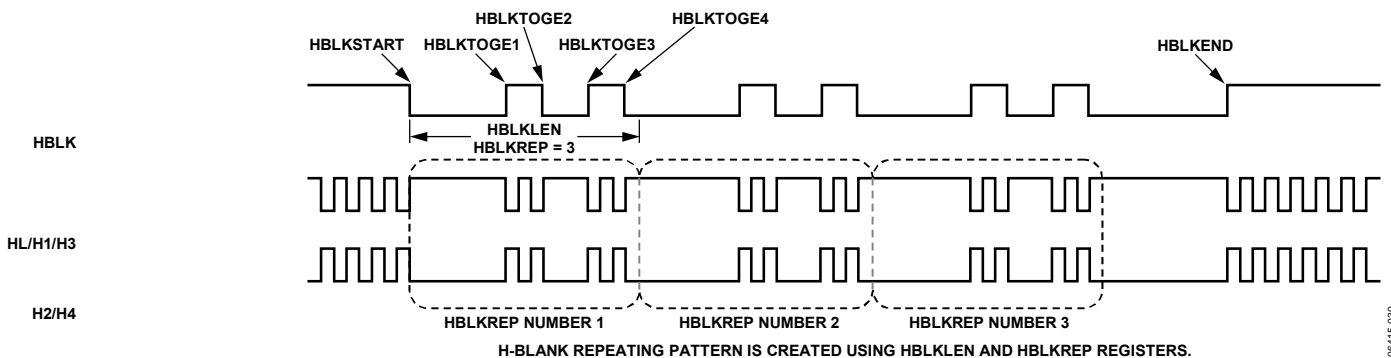 HBLKTOGE2
HBLKTOGE4
HBLKSTART
HBLKTOGE1
HBLKTOGE3
HBLKEND
HBLK
HBLKLEN
HBLKREP = 3
HL/H1/H3
H2/H4
HBLKREP NUMBER 1
HBLKREP NUMBER 2
HBLKREP NUMBER 3
H-BLANK REPEATING PATTERN IS CREATED USING HBLKLEN AND HBLKREP REGISTERS.